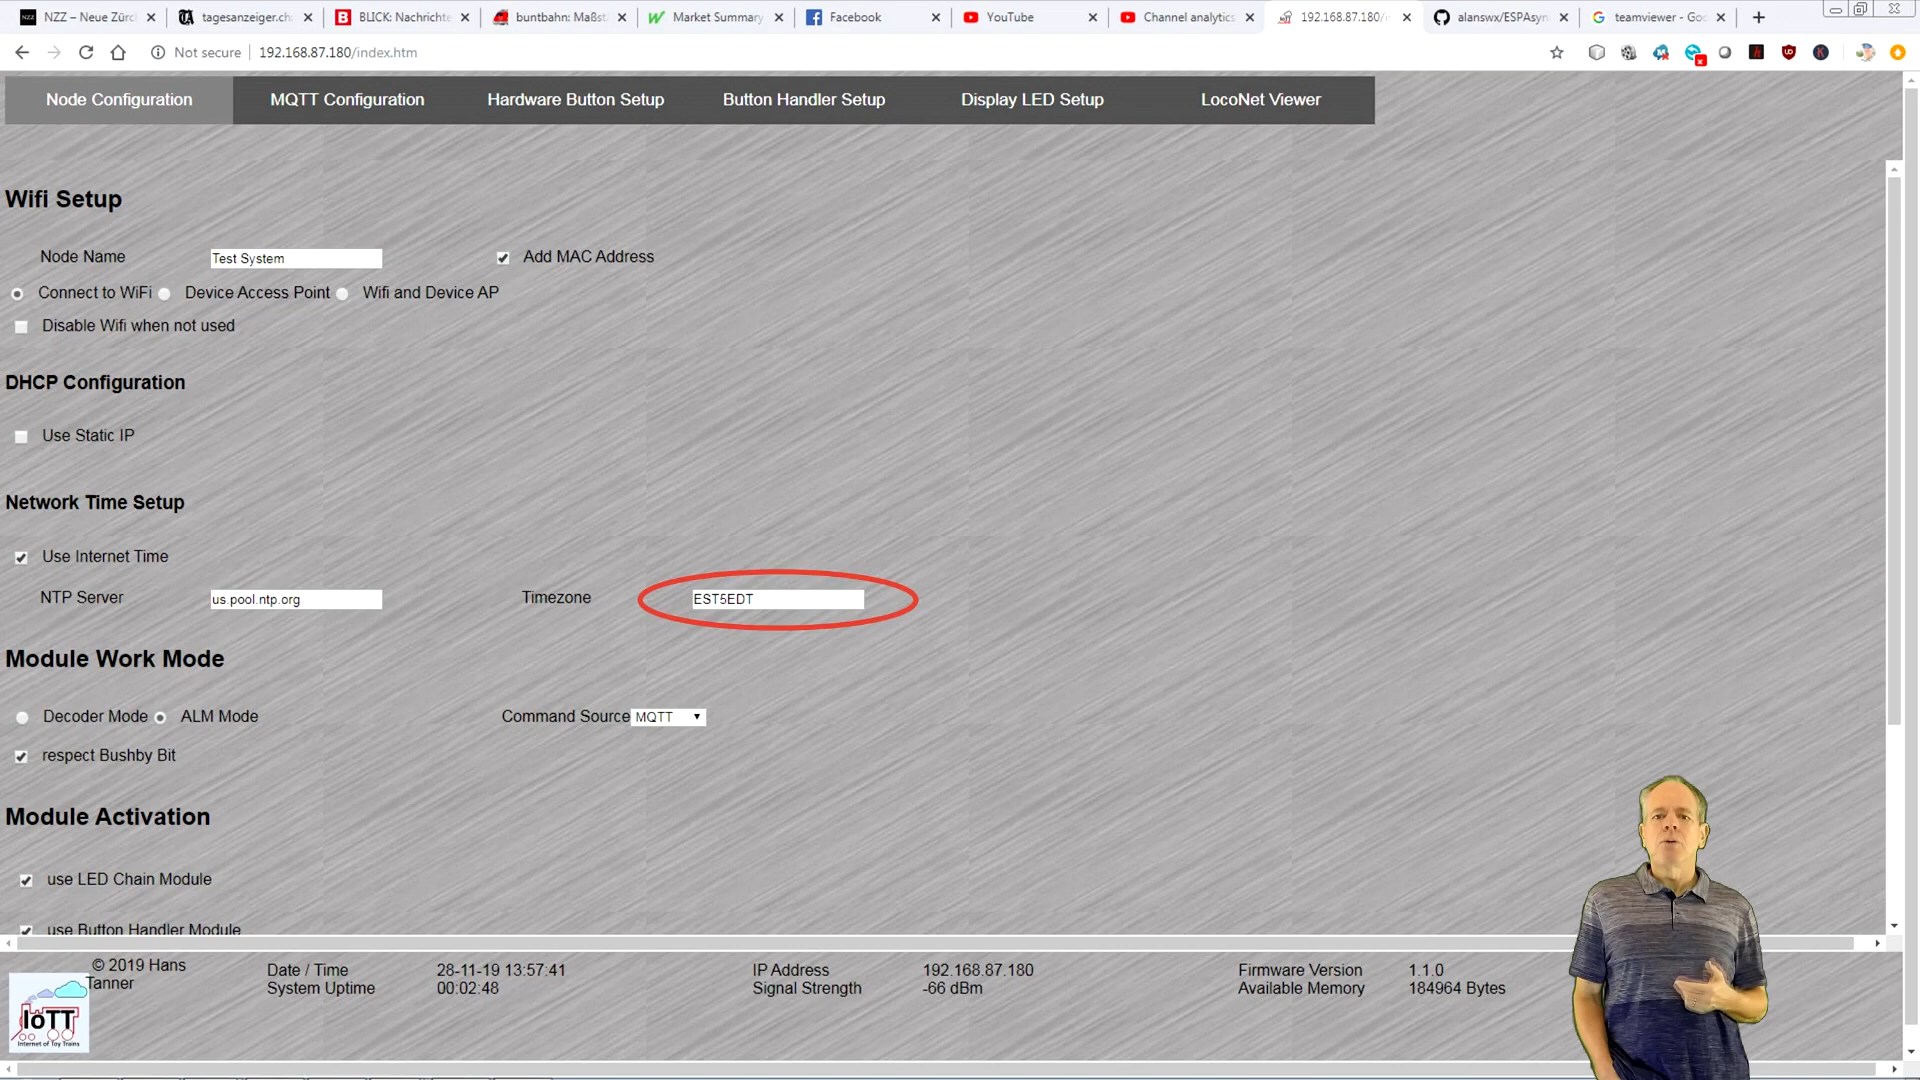 NZZ – Neue Zürc
tagesanzeiger.ch
BLICK: Nachrichte
buntbahn: Maßst
Market Summary
Facebook
YouTube
Channel analytics
192.168.87.180/i
alanswx/ESPAsyn
teamviewer - Goo
Not secure
192.168.87.180/index.htm
Node Configuration
MQTT Configuration
Hardware Button Setup
Button Handler Setup
Display LED Setup
LocoNet Viewer
Wifi Setup
Node Name
Test System
Add MAC Address
Connect to WiFi
Device Access Point
Wifi and Device AP
Disable Wifi when not used
DHCP Configuration
Use Static IP
Network Time Setup
Use Internet Time
NTP Server
us.pool.ntp.org
Timezone
EST5EDT
Module Work Mode
Decoder Mode
ALM Mode
Command Source
MQTT
respect Bushby Bit
Module Activation
use LED Chain Module
use Button Handler Module
© 2019 Hans
Tanner
Date / Time
28-11-19 13:57:41
IP Address
192.168.87.180
Firmware Version
1.1.0
System Uptime
00:02:48
Signal Strength
-66 dBm
Available Memory
184964 Bytes
IoTT
Internet of Toy Trains